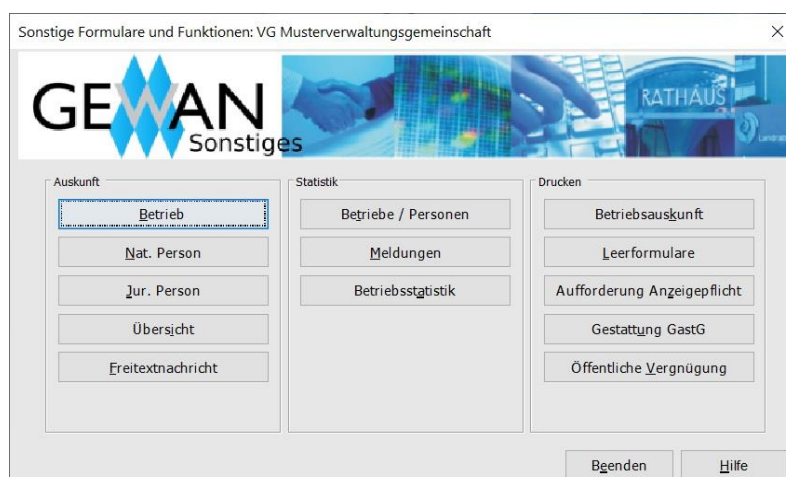 Sonstige Formulare und Funktionen: VG Musterverwaltungsgemeinschaft
GEWAN
Sonstiges
RATHAUS
Auskunft
Betrieb
Nat. Person
Jur. Person
Übersicht
Freitextnachricht
Statistik
Betriebe / Personen
Meldungen
Betriebsstatistik
Drucken
Betriebsauskunft
Leerformulare
Aufforderung Anzeigepflicht
Gestattung GastG
Öffentliche Vergnügung
Beenden
Hilfe